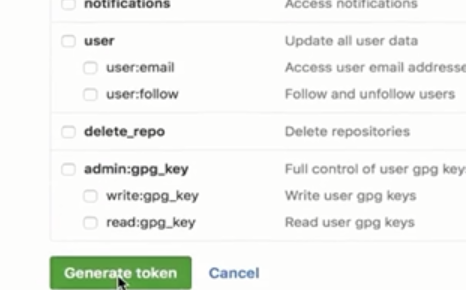 notifications Access notifications
user Update all user data
user:email Access user email addresse
user:follow Follow and unfollow users
delete_repo Delete repositories
admin:gpg_key Full control of user gpg key
write:gpg_key Write user gpg keys
read:gpg_key Read user gpg keys
Generate token Cancel